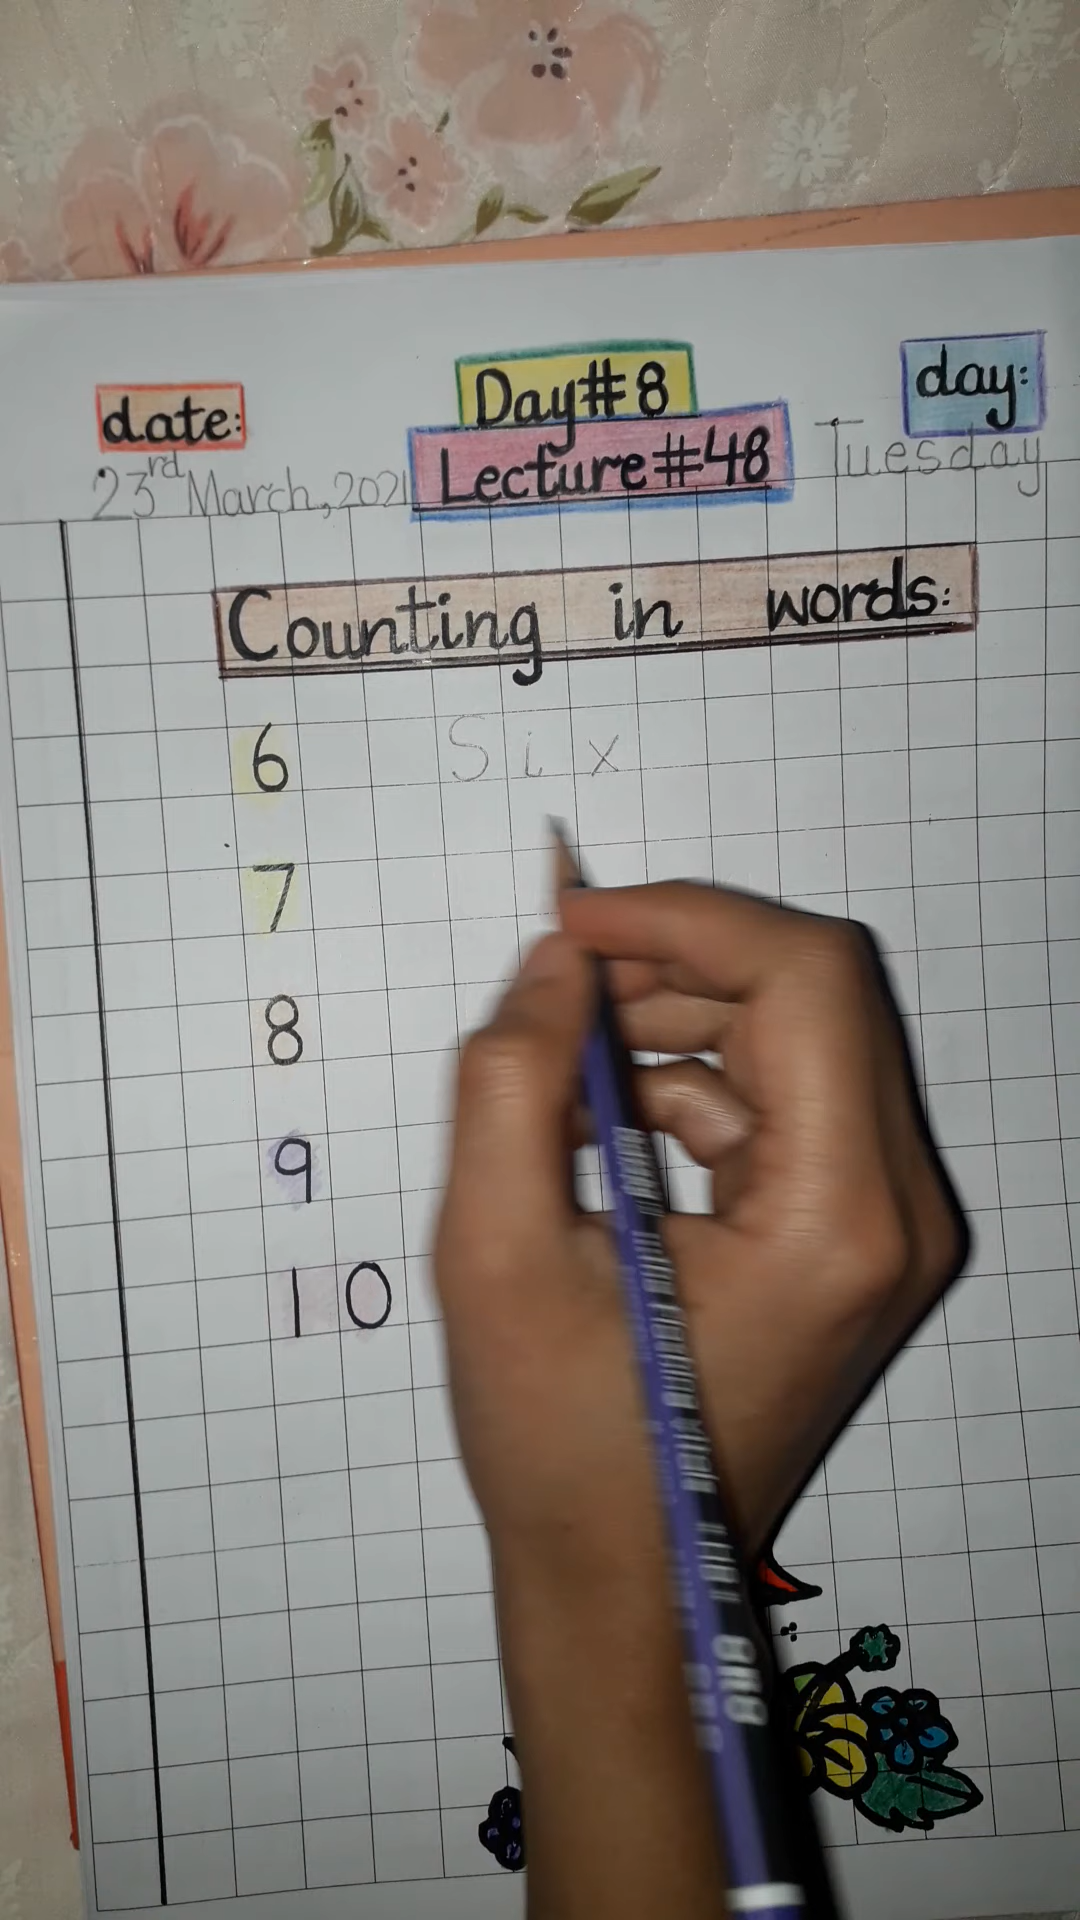 Day#8
day:
date:
Lecture#48
Tuesday
23rd March, 2021
Counting in words:
6 Six
7
8
9
10